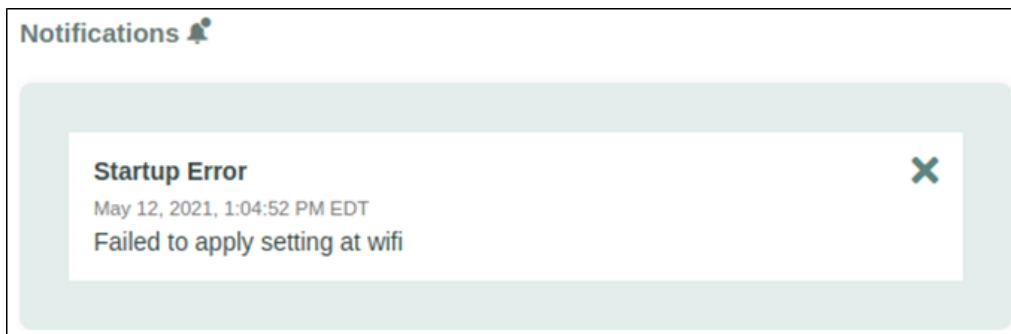 Notifications
Startup Error
May 12, 2021, 1:04:52 PM EDT
Failed to apply setting at wifi